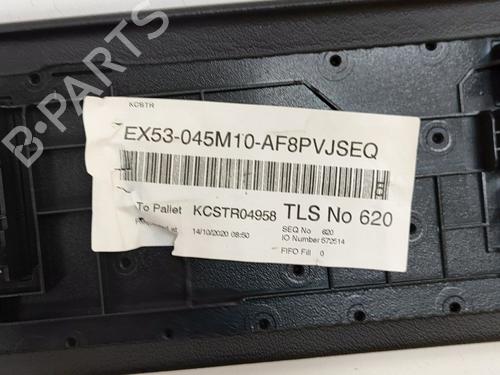 KCSTR
EX53-045M10-AF8PVJSEQ
To Pallet KCSTR04958 TLS No 620
14/10/2020 08:50
SEQ No 620
IO Number 572514
FIFO Fill 0
B-PARTS